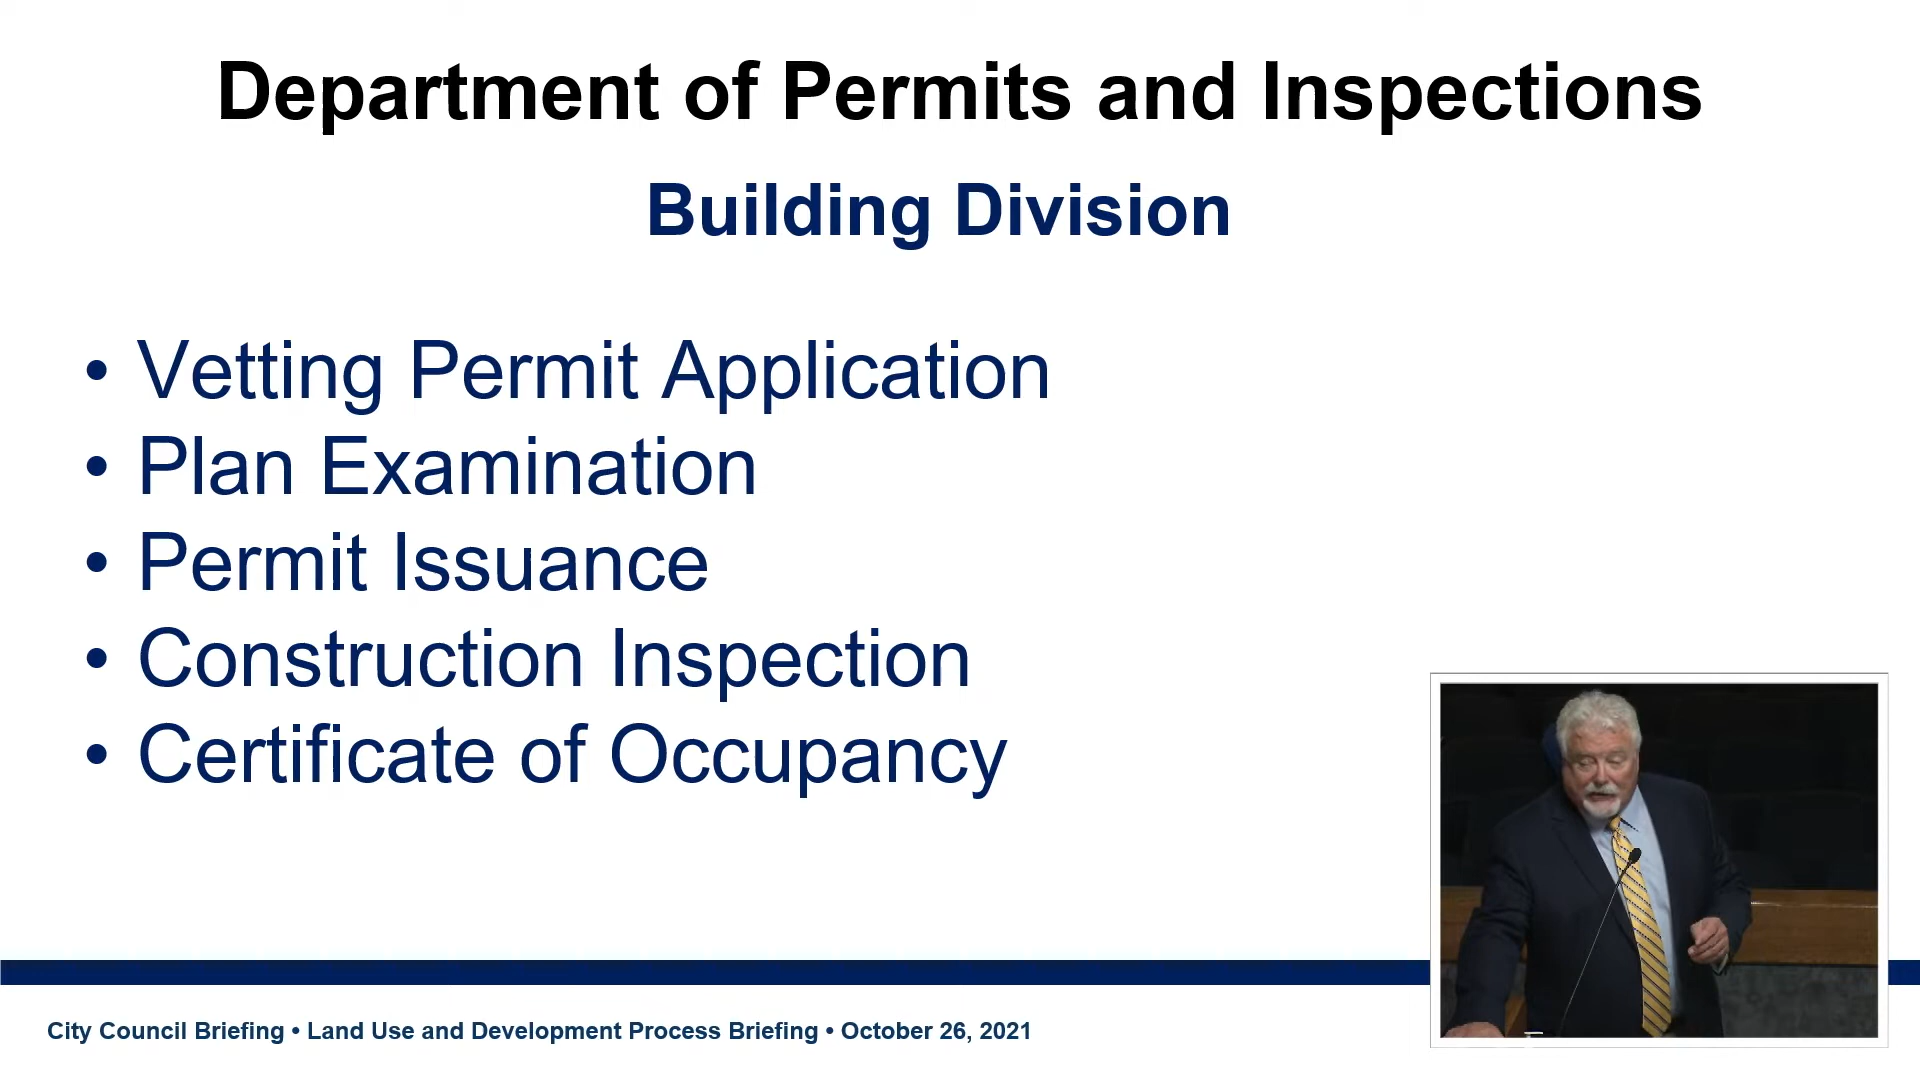 Department of Permits and Inspections
Building Division
• Vetting Permit Application
• Plan Examination
• Permit Issuance
• Construction Inspection
• Certificate of Occupancy
City Council Briefing • Land Use and Development Process Briefing • October 26, 2021